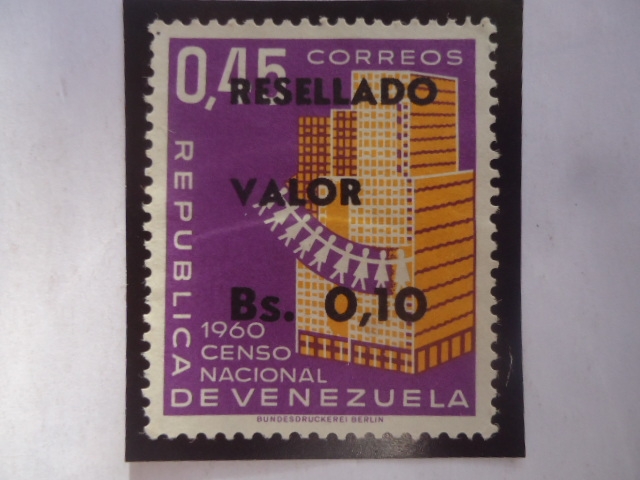 0,45 CORREOS
RESELLADO
VALOR
Bs. 0,10
REPUBLICA
1960
CENSO
NACIONAL
DE VENEZUELA
BUNDESDRUCKEREI BERLIN